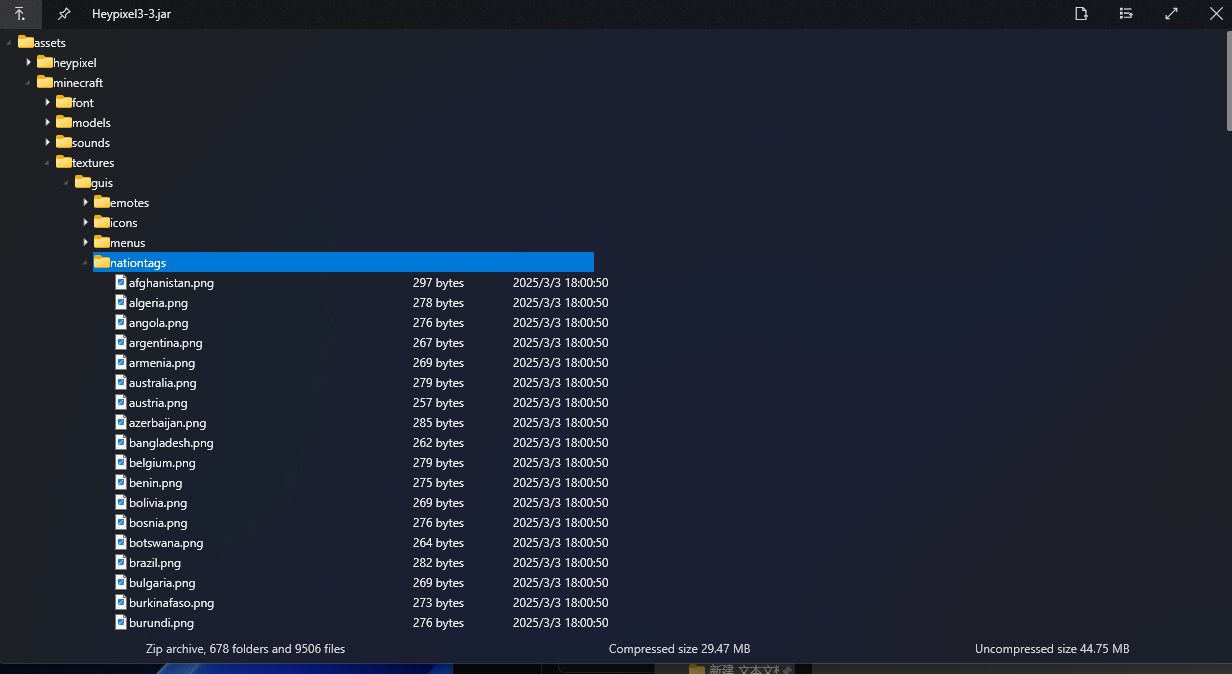 Heypixel3-3.jar
assets
heypixel
minecraft
font
models
sounds
textures
guis
emotes
icons
menus
nationtags
afghanistan.png 297 bytes 2025/3/3 18:00:50
algeria.png 278 bytes 2025/3/3 18:00:50
angola.png 276 bytes 2025/3/3 18:00:50
argentina.png 267 bytes 2025/3/3 18:00:50
armenia.png 269 bytes 2025/3/3 18:00:50
australia.png 279 bytes 2025/3/3 18:00:50
austria.png 257 bytes 2025/3/3 18:00:50
azerbaijan.png 285 bytes 2025/3/3 18:00:50
bangladesh.png 262 bytes 2025/3/3 18:00:50
belgium.png 279 bytes 2025/3/3 18:00:50
benin.png 275 bytes 2025/3/3 18:00:50
bolivia.png 269 bytes 2025/3/3 18:00:50
bosnia.png 276 bytes 2025/3/3 18:00:50
botswana.png 264 bytes 2025/3/3 18:00:50
brazil.png 282 bytes 2025/3/3 18:00:50
bulgaria.png 269 bytes 2025/3/3 18:00:50
burkinafaso.png 273 bytes 2025/3/3 18:00:50
burundi.png 276 bytes 2025/3/3 18:00:50
Zip archive, 678 folders and 9506 files Compressed size 29.47 MB Uncompressed size 44.75 MB
新建 文本文